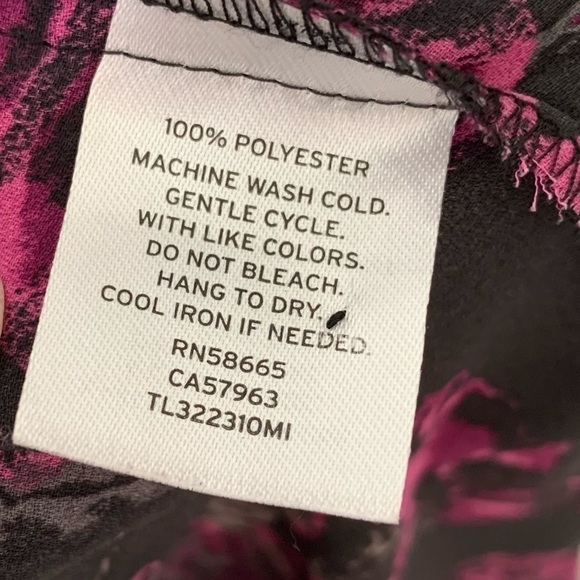 100% POLYESTER
MACHINE WASH COLD.
GENTLE CYCLE.
WITH LIKE COLORS.
DO NOT BLEACH.
HANG TO DRY.
COOL IRON IF NEEDED.
RN58665
CA57963
TL322310MI